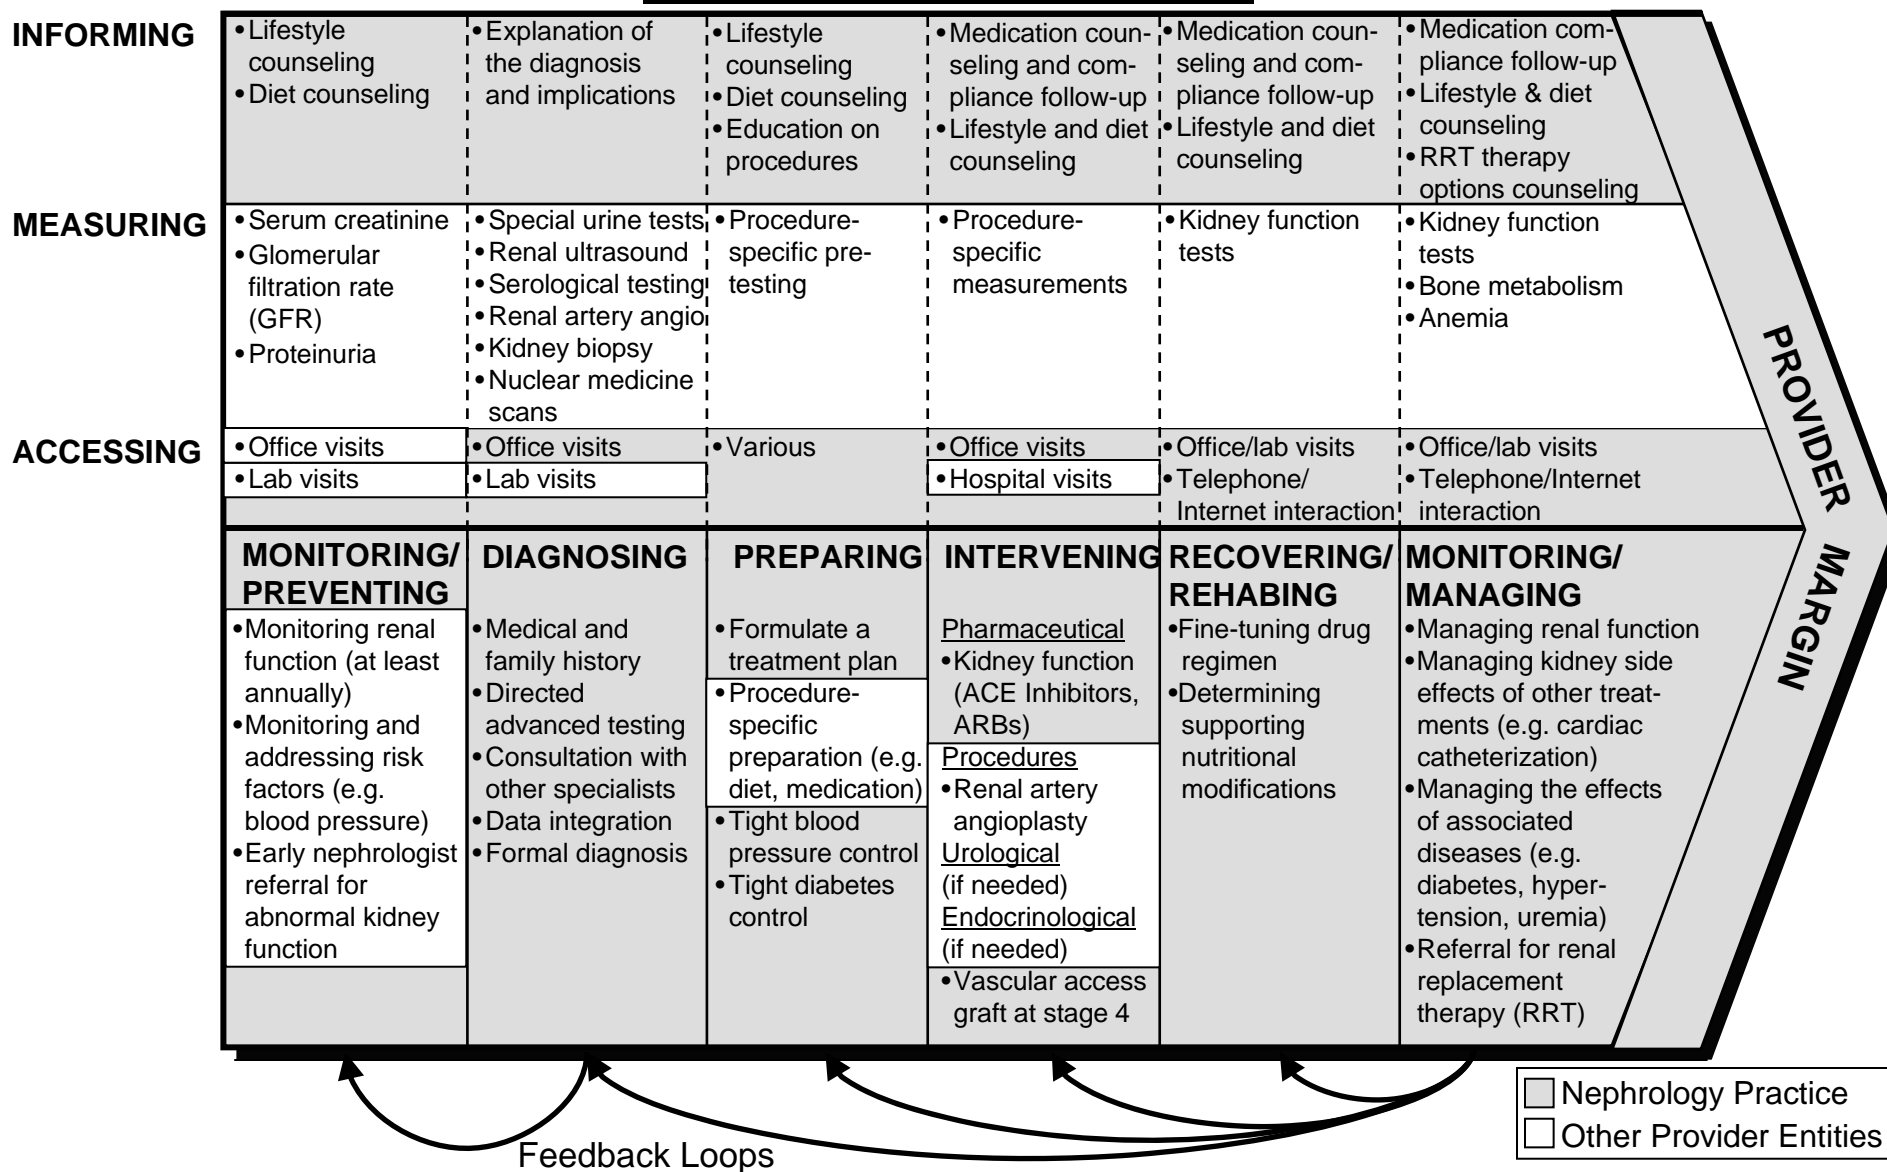 INFORMING
• Lifestyle
counseling
• Diet counseling
• Explanation of
the diagnosis
and implications
• Lifestyle
counseling
• Diet counseling
• Education on
procedures
• Medication coun-
seling and com-
pliance follow-up
• Lifestyle and diet
counseling
• Medication coun-
seling and com-
pliance follow-up
• Lifestyle and diet
counseling
• Medication com-
pliance follow-up
• Lifestyle & diet
counseling
• RRT therapy
options counseling
MEASURING
• Serum creatinine
• Glomerular
filtration rate
(GFR)
• Proteinuria
• Special urine tests
• Renal ultrasound
• Serological testing
• Renal artery angio
• Kidney biopsy
• Nuclear medicine
scans
• Procedure-
specific pre-
testing
• Procedure-
specific
measurements
• Kidney function
tests
• Kidney function
tests
• Bone metabolism
• Anemia
ACCESSING
• Office visits
• Lab visits
• Office visits
• Lab visits
• Various
• Office visits
• Hospital visits
• Office/lab visits
• Telephone/
Internet interaction
• Office/lab visits
• Telephone/Internet
interaction
MONITORING/
PREVENTING
• Monitoring renal
function (at least
annually)
• Monitoring and
addressing risk
factors (e.g.
blood pressure)
• Early nephrologist
referral for
abnormal kidney
function
DIAGNOSING
• Medical and
family history
• Directed
advanced testing
• Consultation with
other specialists
• Data integration
• Formal diagnosis
PREPARING
• Formulate a
treatment plan
• Procedure-
specific
preparation (e.g.
diet, medication)
• Tight blood
pressure control
• Tight diabetes
control
INTERVENING
Pharmaceutical
• Kidney function
(ACE Inhibitors,
ARBs)
Procedures
• Renal artery
angioplasty
Urological
(if needed)
Endocrinological
(if needed)
• Vascular access
graft at stage 4
RECOVERING/
REHABING
• Fine-tuning drug
regimen
• Determining
supporting
nutritional
modifications
MONITORING/
MANAGING
• Managing renal function
• Managing kidney side
effects of other treat-
ments (e.g. cardiac
catheterization)
• Managing the effects
of associated
diseases (e.g.
diabetes, hyper-
tension, uremia)
• Referral for renal
replacement
therapy (RRT)
PROVIDER
MARGIN
Feedback Loops
Nephrology Practice
Other Provider Entities